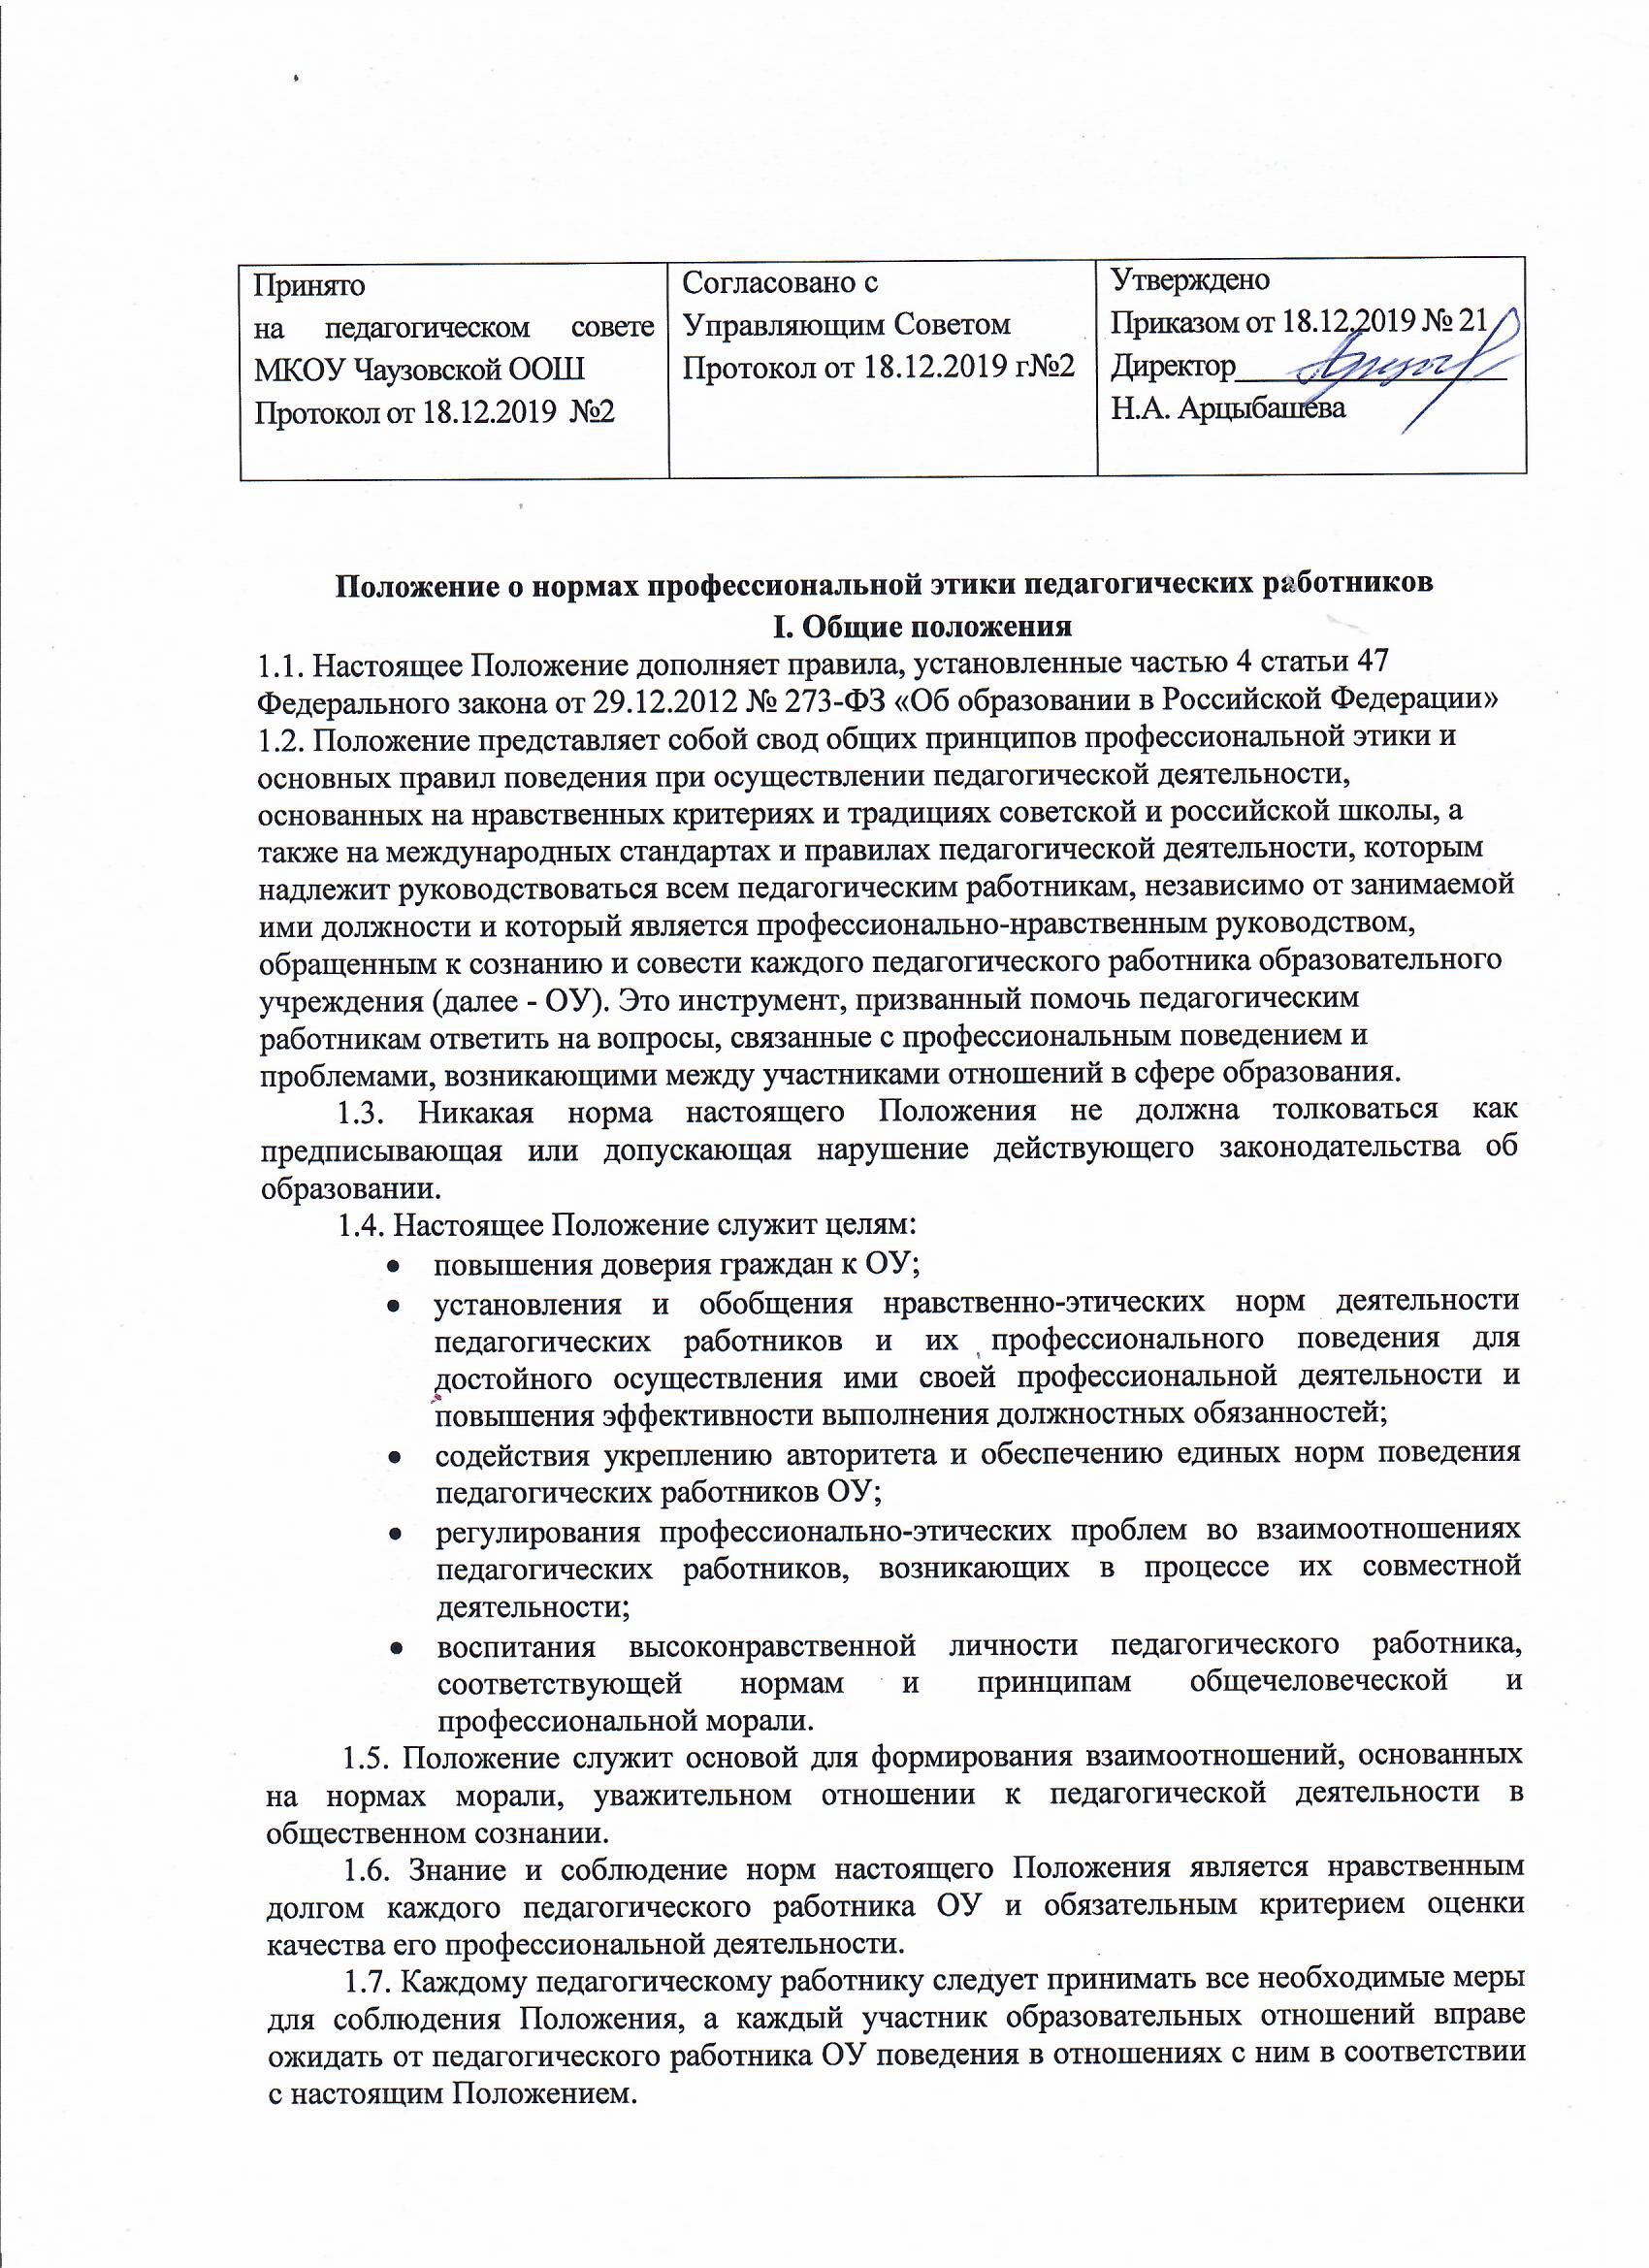 Принято
на педагогическом совете
МКОУ Чаузовской ООШ
Протокол от 18.12.2019 №2
Согласовано с
Управляющим Советом
Протокол от 18.12.2019 г№2
Утверждено
Приказом от 18.12.2019 № 21
Директор
Н.А. Арцыбашева
Положение о нормах профессиональной этики педагогических работников
I. Общие положения
1.1. Настоящее Положение дополняет правила, установленные частью 4 статьи 47
Федерального закона от 29.12.2012 № 273-ФЗ «Об образовании в Российской Федерации»
1.2. Положение представляет собой свод общих принципов профессиональной этики и
основных правил поведения при осуществлении педагогической деятельности,
основанных на нравственных критериях и традициях советской и российской школы, а
также на международных стандартах и правилах педагогической деятельности, которым
надлежит руководствоваться всем педагогическим работникам, независимо от занимаемой
ими должности и который является профессионально-нравственным руководством,
обращенным к сознанию и совести каждого педагогического работника образовательного
учреждения (далее - ОУ). Это инструмент, призванный помочь педагогическим
работникам ответить на вопросы, связанные с профессиональным поведением и
проблемами, возникающими между участниками отношений в сфере образования.
1.3. Никакая норма настоящего Положения не должна толковаться как
предписывающая или допускающая нарушение действующего законодательства об
образовании.
1.4. Настоящее Положение служит целям:
• повышения доверия граждан к ОУ;
• установления и обобщения нравственно-этических норм деятельности
педагогических работников и их профессионального поведения для
достойного осуществления ими своей профессиональной деятельности и
повышения эффективности выполнения должностных обязанностей;
• содействия укреплению авторитета и обеспечению единых норм поведения
педагогических работников ОУ;
• регулирования профессионально-этических проблем во взаимоотношениях
педагогических работников, возникающих в процессе их совместной
деятельности;
• воспитания высоконравственной личности педагогического работника,
соответствующей нормам и принципам общечеловеческой и
профессиональной морали.
1.5. Положение служит основой для формирования взаимоотношений, основанных
на нормах морали, уважительном отношении к педагогической деятельности в
общественном сознании.
1.6. Знание и соблюдение норм настоящего Положения является нравственным
долгом каждого педагогического работника ОУ и обязательным критерием оценки
качества его профессиональной деятельности.
1.7. Каждому педагогическому работнику следует принимать все необходимые меры
для соблюдения Положения, а каждый участник образовательных отношений вправе
ожидать от педагогического работника ОУ поведения в отношениях с ним в соответствии
с настоящим Положением.